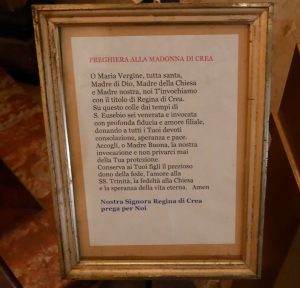 PREGHIERA ALLA MADONNA DI CREA
O Maria Vergine, tutta santa,
Madre di Dio, Madre della Chiesa
e Madre nostra, noi T'invochiamo
con il titolo di Regina di Crea.
Su questo colle dai tempi di
S. Eusebio sei venerata e invocata
con profonda fiducia e amore filiale,
donando a tutti i Tuoi devoti
consolazione, speranza e pace.
Accogli, o Madre Buona, la nostra
invocazione e non privarci mai
della Tua protezione.
Conserva ai Tuoi figli il prezioso
dono della fede, l'amore alla
SS. Trinità, la fedeltà alla Chiesa
e la speranza della vita eterna. Amen
Nostra Signora Regina di Crea
prega per Noi